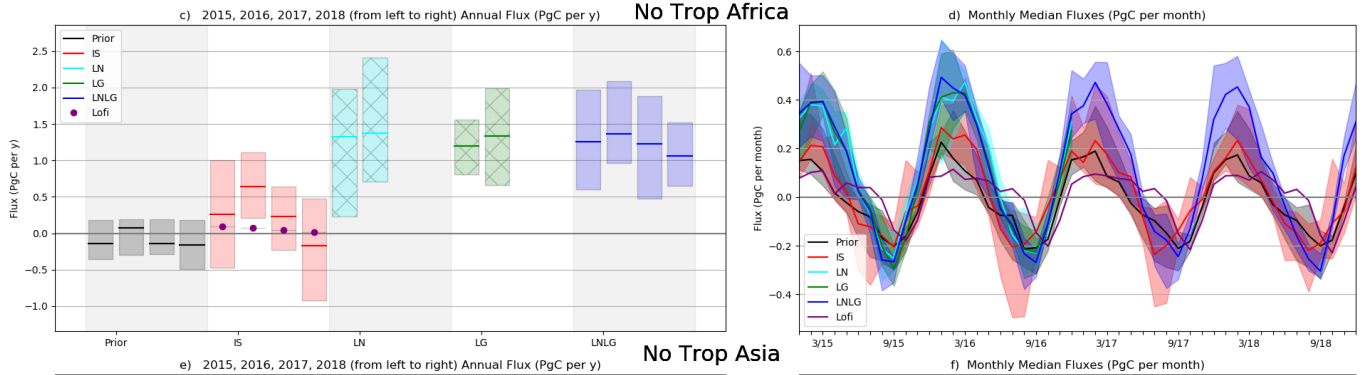 No Trop Africa
c) 2015, 2016, 2017, 2018 (from left to right) Annual Flux (PgC per y)
Flux (PgC per y)
2.5
2.0
1.5
1.0
0.5
0.0
−0.5
−1.0
Prior
IS
LN
LG
LNLG
Lofi
Prior
IS
LN
LG
LNLG
d) Monthly Median Fluxes (PgC per month)
Flux (PgC per month)
0.6
0.4
0.2
0.0
−0.2
−0.4
Prior
IS
LN
LG
LNLG
Lofi
3/15
9/15
3/16
9/16
3/17
9/17
3/18
9/18
No Trop Asia
e) 2015, 2016, 2017, 2018 (from left to right) Annual Flux (PgC per y)
f) Monthly Median Fluxes (PgC per month)